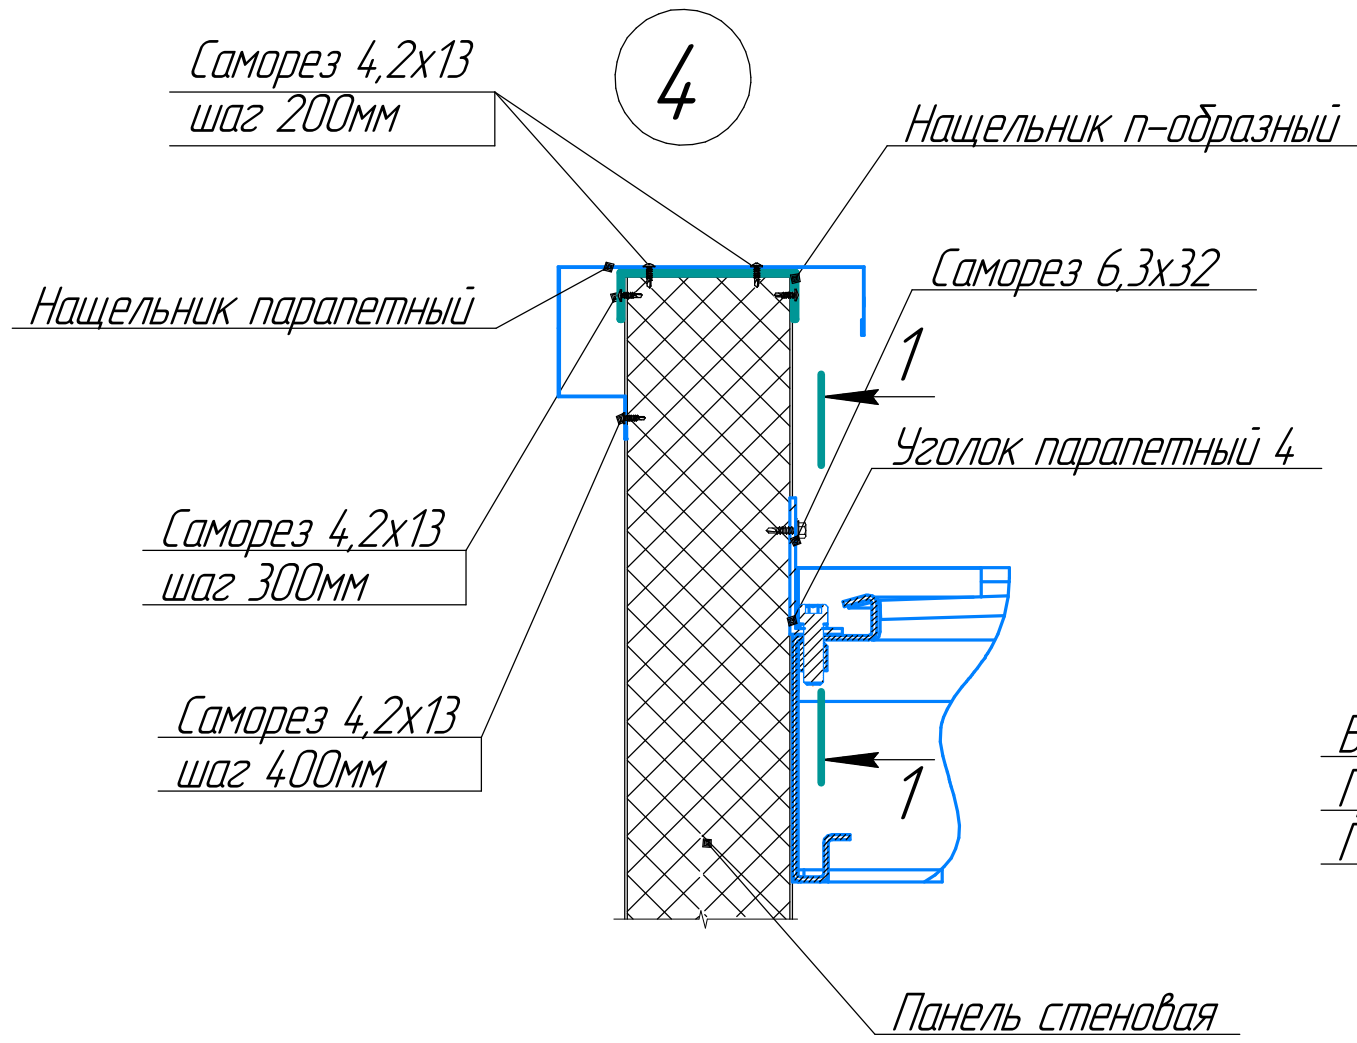 Саморез 4,2х13
шаг 200мм
4
Нащельник п-образный
Саморез 6,3х32
Нащельник парапетный
1
Уголок парапетный 4
Саморез 4,2х13
шаг 300мм
Саморез 4,2х13
шаг 400мм
1
Панель стеновая